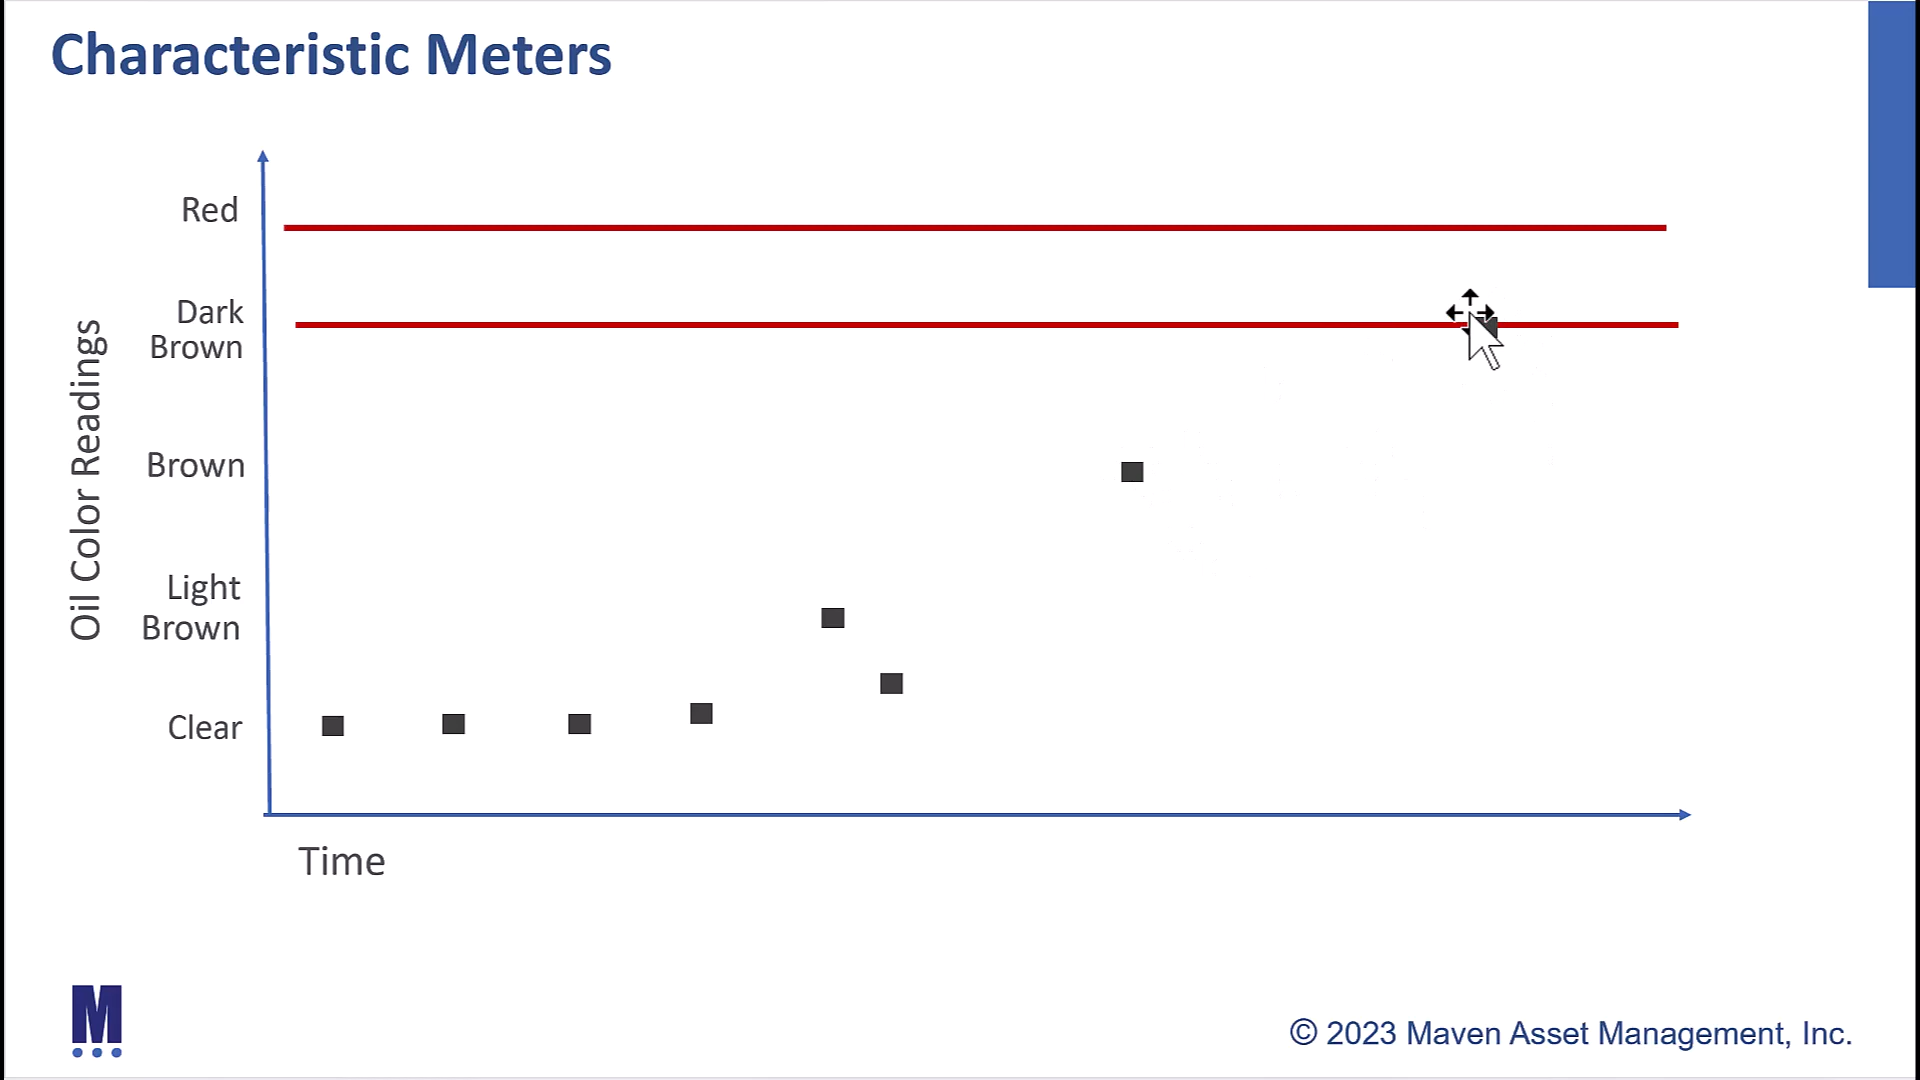 Characteristic Meters
Red
Dark
Brown
Brown
Light
Brown
Clear
Oil Color Readings
Time
M
© 2023 Maven Asset Management, Inc.